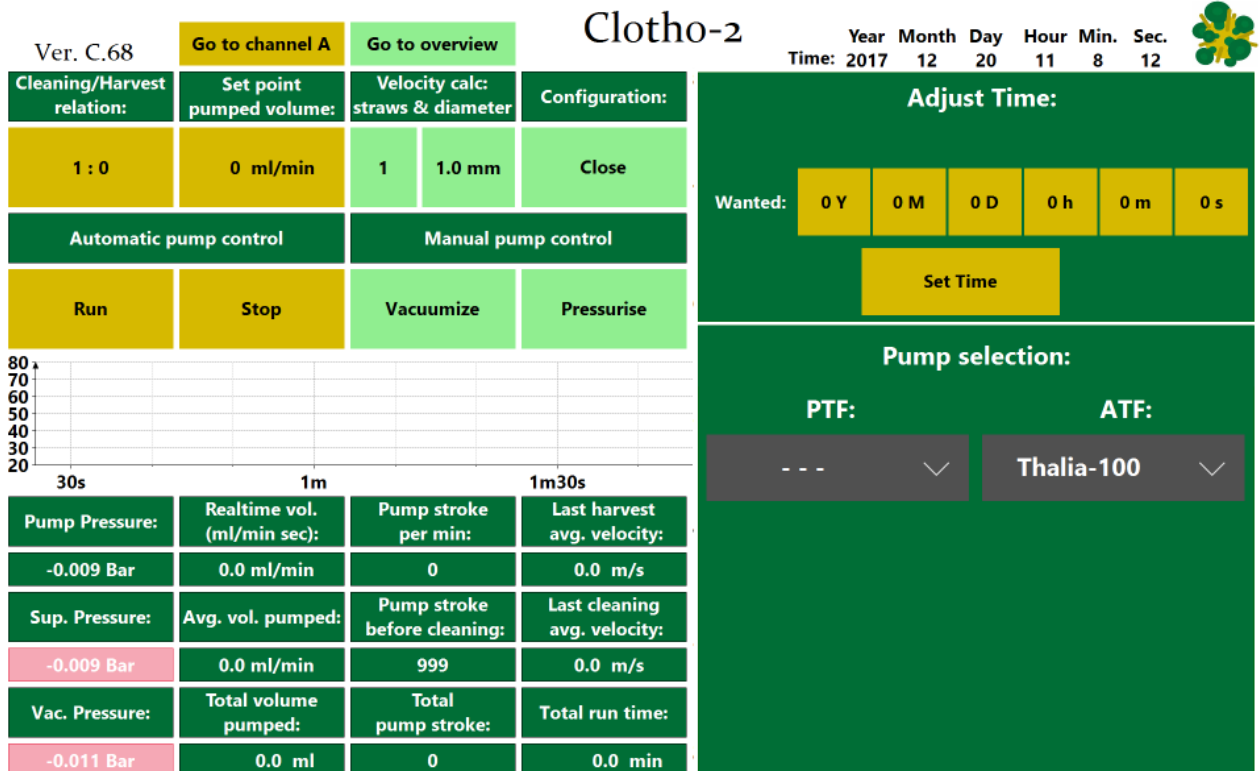 Clotho-2
Ver. C.68
Go to channel A
Go to overview
Year Month Day Hour Min. Sec.
Time: 2017 12 20 11 8 12
Cleaning/Harvest
relation:
Set point
pumped volume:
Velocity calc:
straws & diameter
Configuration:
1 : 0
0 ml/min
1
1.0 mm
Close
Automatic pump control
Manual pump control
Run
Stop
Vacuumize
Pressurise
80
70
60
50
40
30
20
30s
1m
1m30s
Pump Pressure:
Realtime vol.
(ml/min sec):
Pump stroke
per min:
Last harvest
avg. velocity:
-0.009 Bar
0.0 ml/min
0
0.0 m/s
Sup. Pressure:
Avg. vol. pumped:
Pump stroke
before cleaning:
Last cleaning
avg. velocity:
-0.009 Bar
0.0 ml/min
999
0.0 m/s
Vac. Pressure:
Total volume
pumped:
Total
pump stroke:
Total run time:
-0.011 Bar
0.0 ml
0
0.0 min
Adjust Time:
Wanted: 0 Y 0 M 0 D 0 h 0 m 0 s
Set Time
Pump selection:
PTF:
ATF:
- - -
Thalia-100